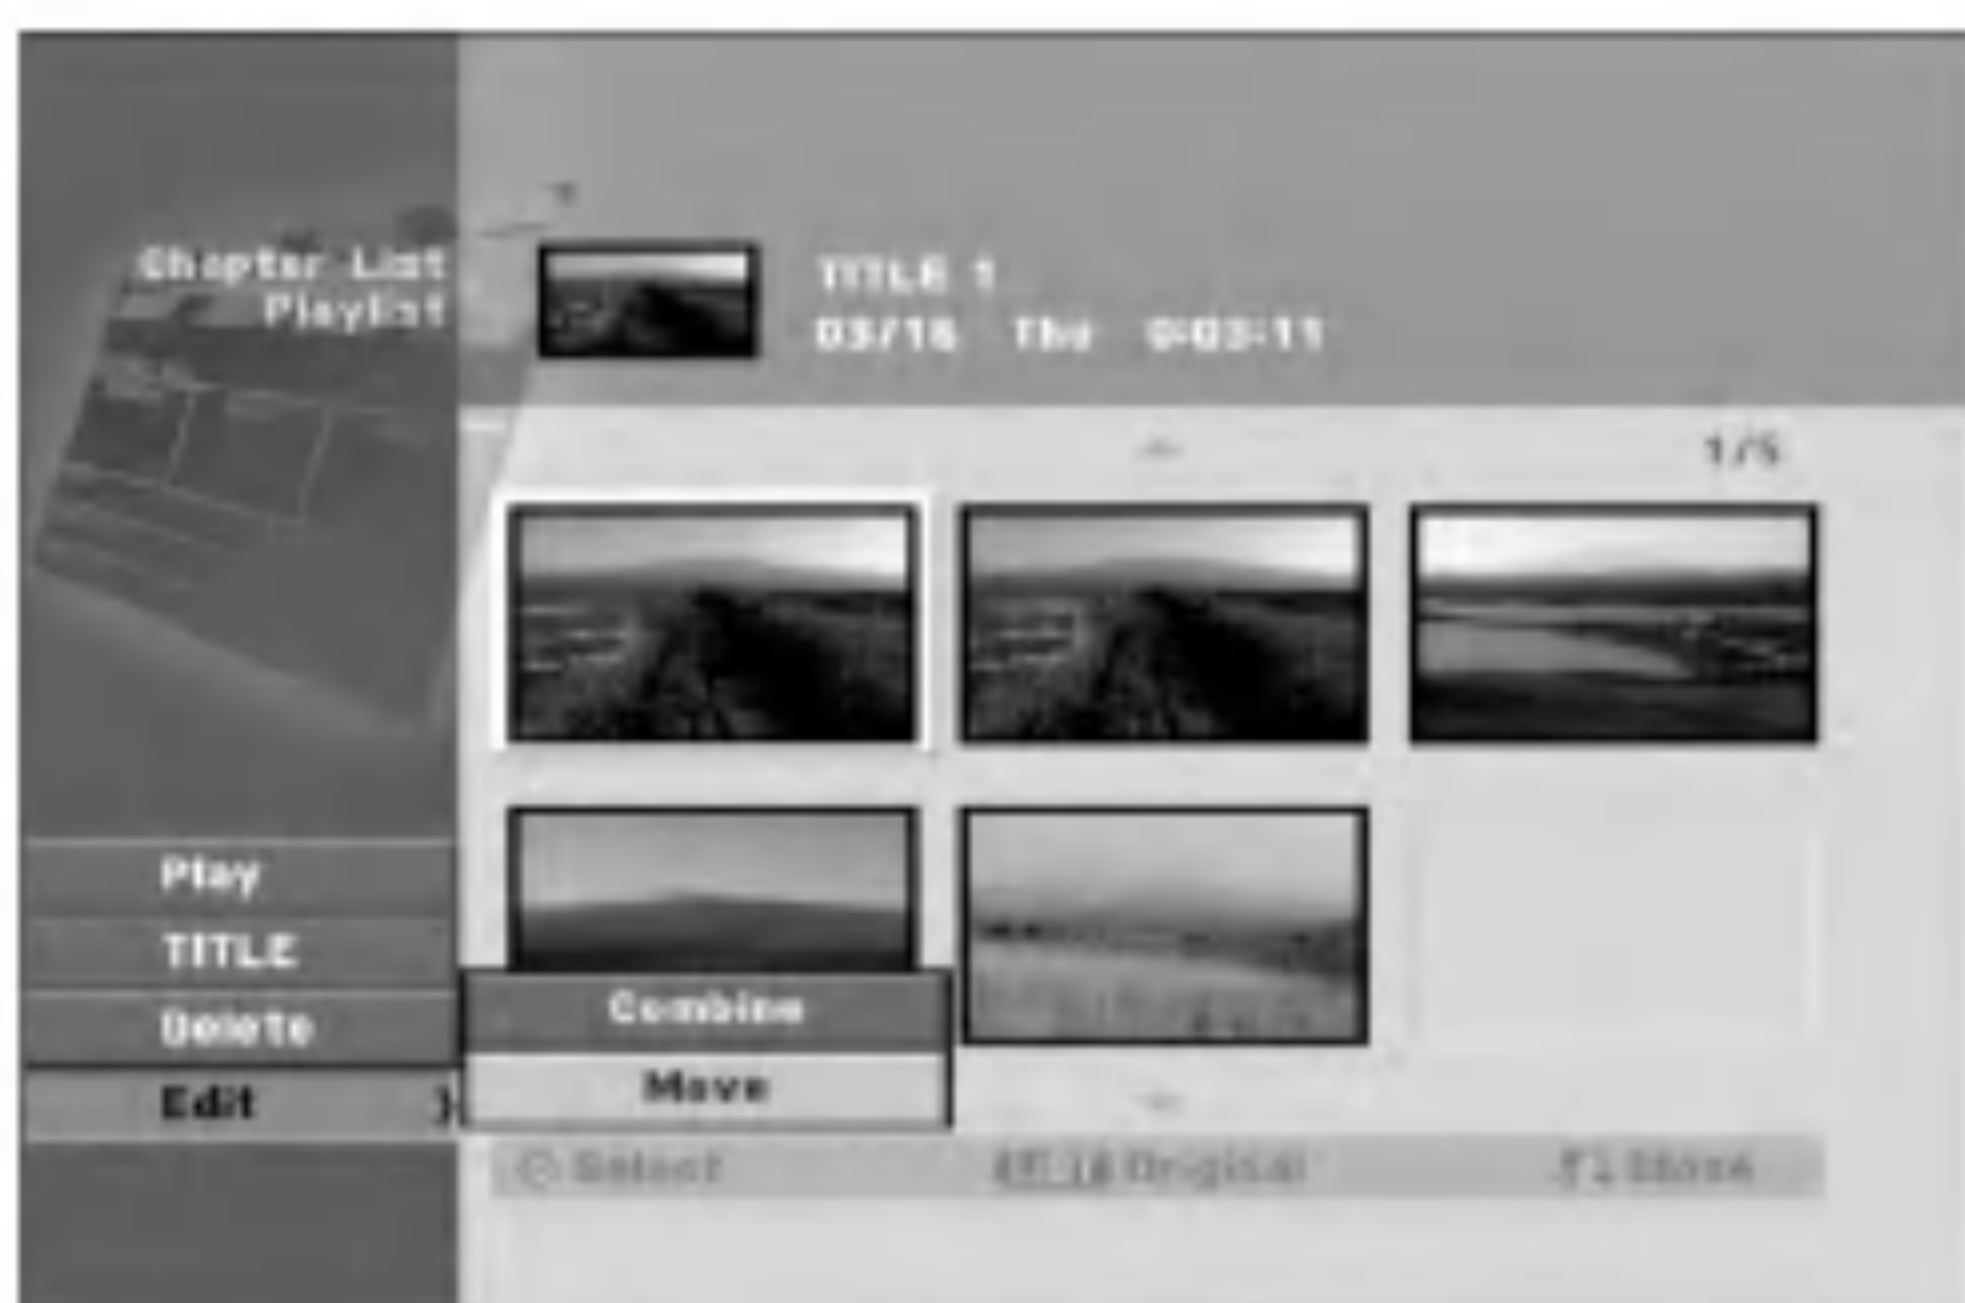 Chapter List
Playlist
TITLE 1
03/16 Thu 0:03:11
1/5
Play
TITLE
Delete
Edit
Combine
Move
Select
Original
Close